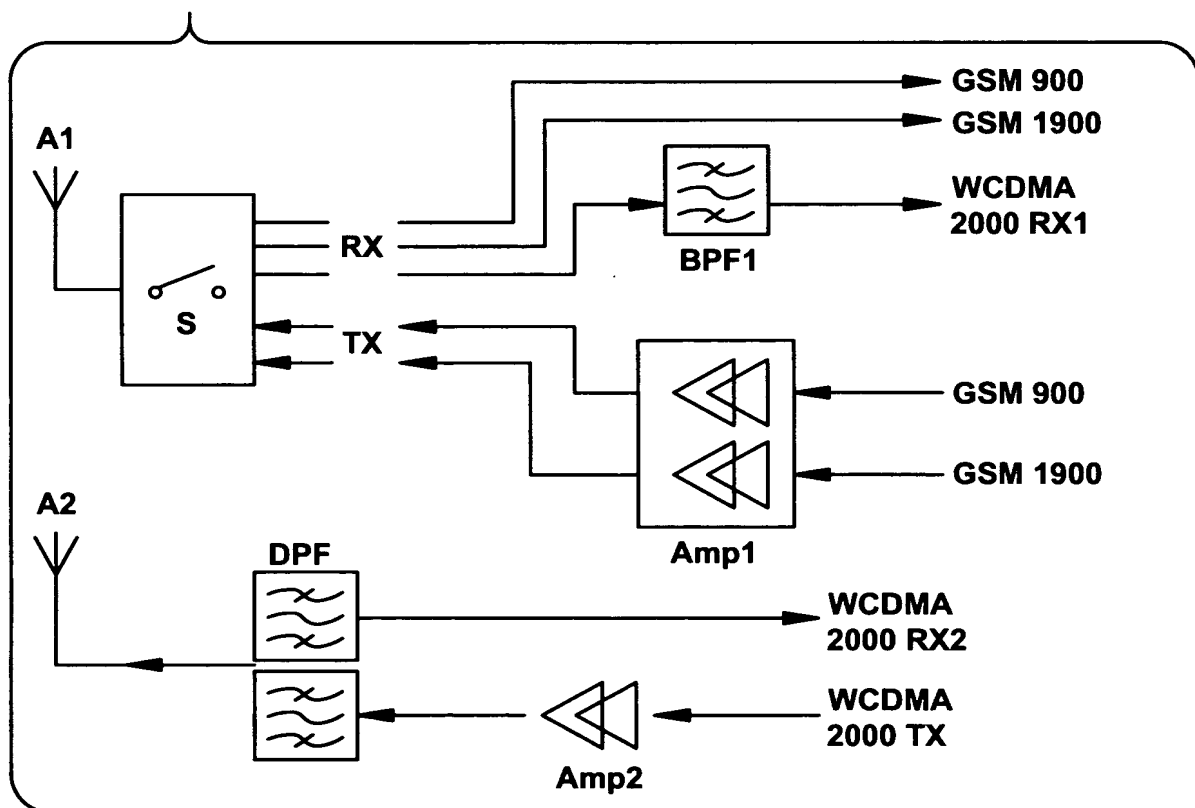 GSM 900
GSM 1900
A1
WCDMA
2000 RX1
RX
BPF1
S
TX
GSM 900
GSM 1900
Amp1
A2
DPF
WCDMA
2000 RX2
WCDMA
2000 TX
Amp2